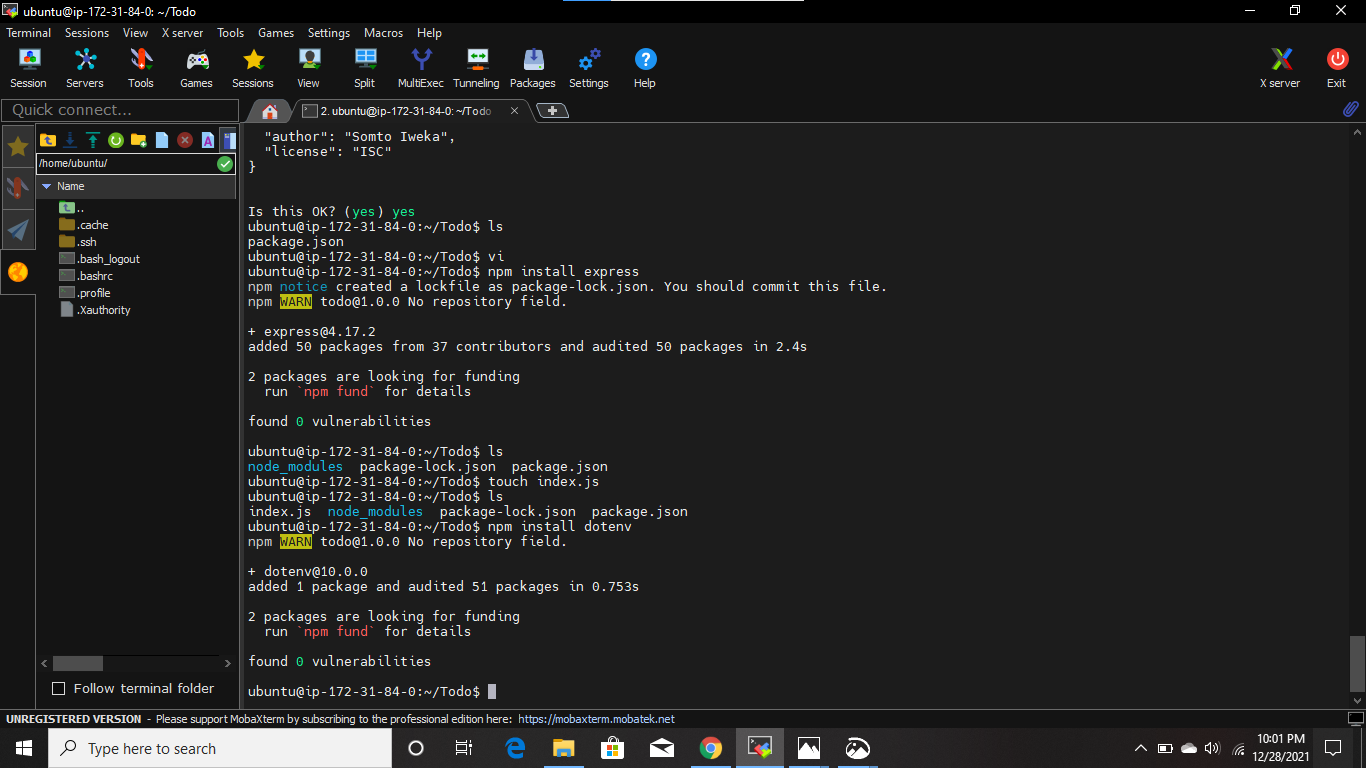 ubuntu@ip-172-31-84-0: ~/Todo
Terminal Sessions View X server Tools Games Settings Macros Help
Session Servers Tools Games Sessions View Split MultiExec Tunneling Packages Settings Help X server Exit
Quick connect...
2. ubuntu@ip-172-31-84-0: ~/Todo
/home/ubuntu/
Name
..
.cache
.ssh
.bash_logout
.bashrc
.profile
.Xauthority
Follow terminal folder
"author": "Somto Iweka",
"license": "ISC"
}
Is this OK? (yes) yes
ubuntu@ip-172-31-84-0:~/Todo$ ls
package.json
ubuntu@ip-172-31-84-0:~/Todo$ vi
ubuntu@ip-172-31-84-0:~/Todo$ npm install express
npm notice created a lockfile as package-lock.json. You should commit this file.
npm WARN todo@1.0.0 No repository field.
+ express@4.17.2
added 50 packages from 37 contributors and audited 50 packages in 2.4s
2 packages are looking for funding
run `npm fund` for details
found 0 vulnerabilities
ubuntu@ip-172-31-84-0:~/Todo$ ls
node_modules package-lock.json package.json
ubuntu@ip-172-31-84-0:~/Todo$ touch index.js
ubuntu@ip-172-31-84-0:~/Todo$ ls
index.js node_modules package-lock.json package.json
ubuntu@ip-172-31-84-0:~/Todo$ npm install dotenv
npm WARN todo@1.0.0 No repository field.
+ dotenv@10.0.0
added 1 package and audited 51 packages in 0.753s
2 packages are looking for funding
run `npm fund` for details
found 0 vulnerabilities
ubuntu@ip-172-31-84-0:~/Todo$
UNREGISTERED VERSION - Please support MobaXterm by subscribing to the professional edition here: https://mobaxterm.mobatek.net
Type here to search
10:01 PM
12/28/2021